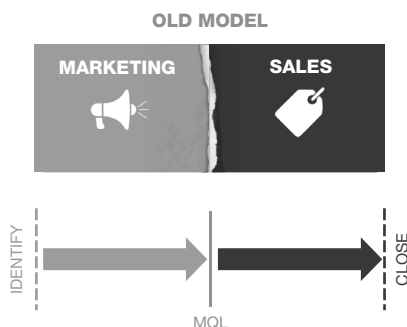 OLD MODEL
MARKETING
SALES
IDENTIFY
CLOSE
MQL